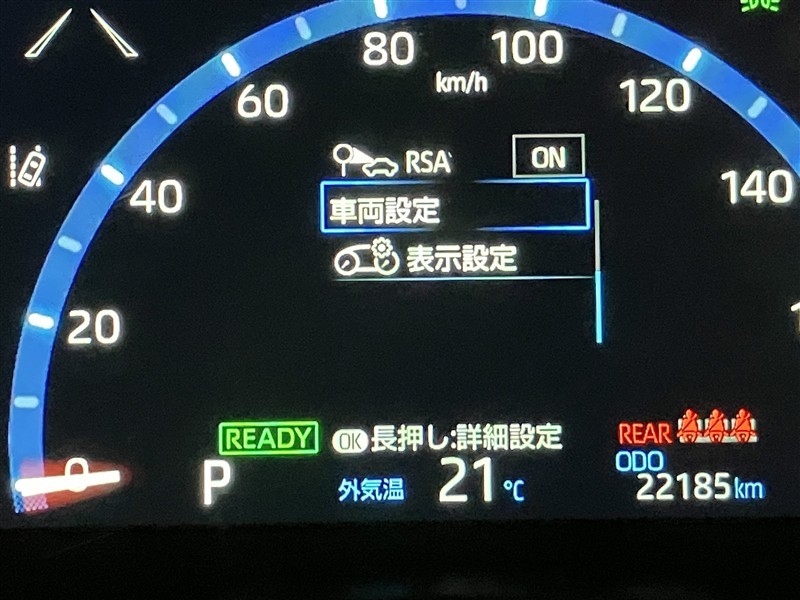 80
100
km/h
60
120
RSA
ON
40
140
車両設定
表示設定
20
READY
OK 長押し:詳細設定
REAR
0
P
外気温 21℃
ODO
22185km